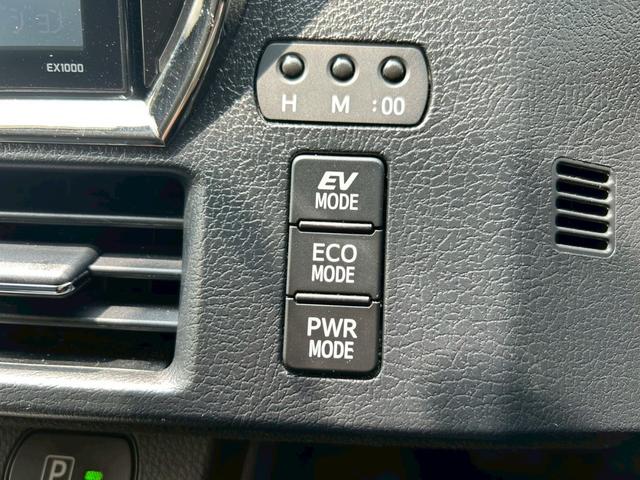 EX1000
H M :00
EV
MODE
ECO
MODE
PWR
MODE
P